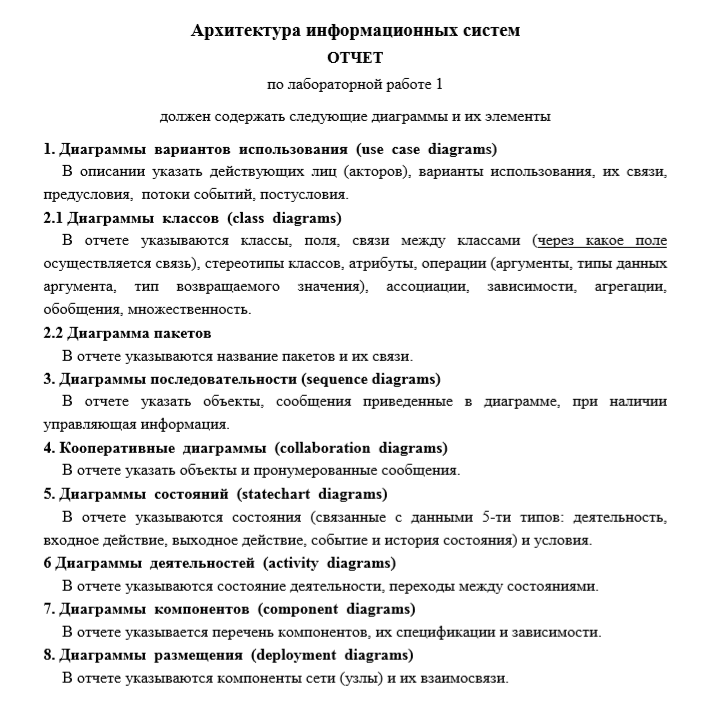 Архитектура информационных систем
ОТЧЕТ
по лабораторной работе 1
должен содержать следующие диаграммы и их элементы
1. Диаграммы вариантов использования (use case diagrams)
В описании указать действующих лиц (акторов), варианты использования, их связи,
предусловия, потоки событий, постусловия.
2.1 Диаграммы классов (class diagrams)
В отчете указываются классы, поля, связи между классами (через какое поле
осуществляется связь), стереотипы классов, атрибуты, операции (аргументы, типы данных
аргумента, тип возвращаемого значения), ассоциации, зависимости, агрегации,
обобщения, множественность.
2.2 Диаграмма пакетов
В отчете указываются название пакетов и их связи.
3. Диаграммы последовательности (sequence diagrams)
В отчете указать объекты, сообщения приведенные в диаграмме, при наличии
управляющая информация.
4. Кооперативные диаграммы (collaboration diagrams)
В отчете указать объекты и пронумерованные сообщения.
5. Диаграммы состояний (statechart diagrams)
В отчете указываются состояния (связанные с данными 5-ти типов: деятельность,
входное действие, выходное действие, событие и история состояния) и условия.
6 Диаграммы деятельностей (activity diagrams)
В отчете указываются состояние деятельности, переходы между состояниями.
7. Диаграммы компонентов (component diagrams)
В отчете указывается перечень компонентов, их спецификации и зависимости.
8. Диаграммы размещения (deployment diagrams)
В отчете указываются компоненты сети (узлы) и их взаимосвязи.